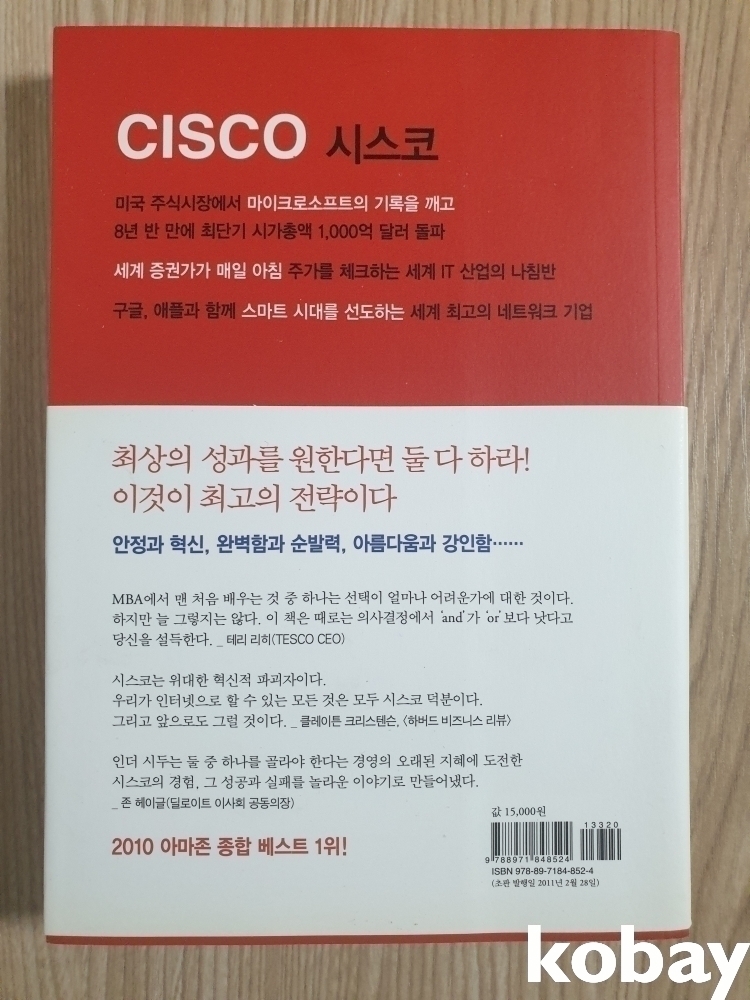 CISCO 시스코
미국 주식시장에서 마이크로소프트의 기록을 깨고
8년 반 만에 최단기 시가총액 1,000억 달러 돌파
세계 증권가가 매일 아침 주가를 체크하는 세계 IT 산업의 나침반
구글, 애플과 함께 스마트 시대를 선도하는 세계 최고의 네트워크 기업
최상의 성과를 원한다면 둘 다 하라!
이것이 최고의 전략이다
안정과 혁신, 완벽함과 순발력, 아름다움과 강인함……
MBA에서 맨 처음 배우는 것 중 하나는 선택이 얼마나 어려운가에 대한 것이다.
하지만 늘 그렇지는 않다. 이 책은 때로는 의사결정에서 ‘and’가 ‘or’보다 낫다고
당신을 설득한다. _ 테리 리히(TESCO CEO)
시스코는 위대한 혁신적 파괴자이다.
우리가 인터넷으로 할 수 있는 모든 것은 모두 시스코 덕분이다.
그리고 앞으로도 그럴 것이다. _ 클레이튼 크리스텐슨, 〈하버드 비즈니스 리뷰〉
인더 시두는 둘 중 하나를 골라야 한다는 경영의 오래된 지혜에 도전한
시스코의 경험, 그 성공과 실패를 놀라운 이야기로 만들어냈다.
_ 존 헤이글(딜로이트 이사회 공동의장)
값 15,000원
13320
9 788971 848524
ISBN 978-89-7184-852-4
(초판 발행일 2011년 2월 28일)
2010 아마존 종합 베스트 1위!
kobay